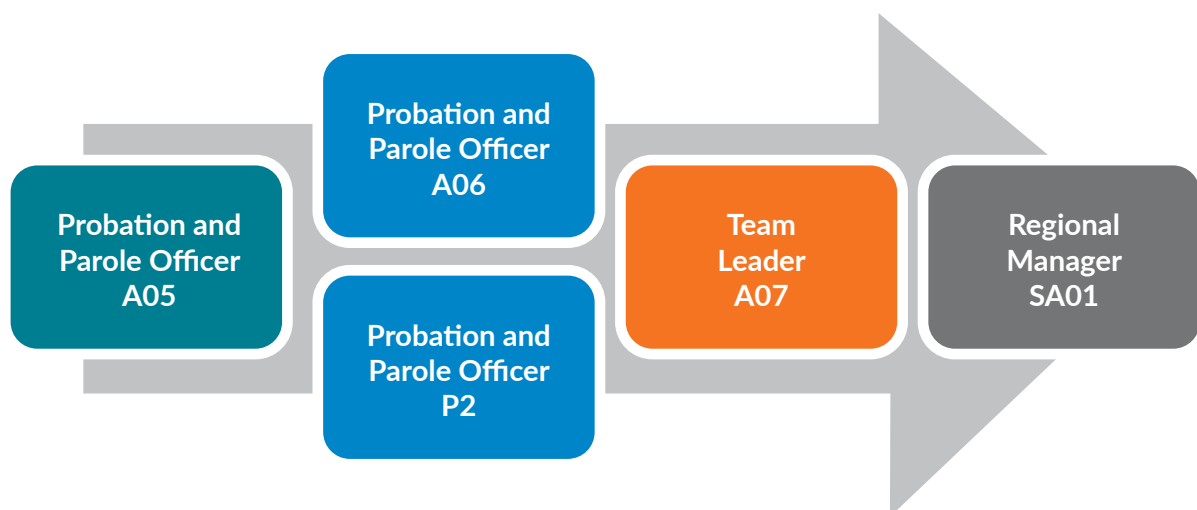 Probation and
Parole Officer
A05
Probation and
Parole Officer
A06
Probation and
Parole Officer
P2
Team
Leader
A07
Regional
Manager
SA01